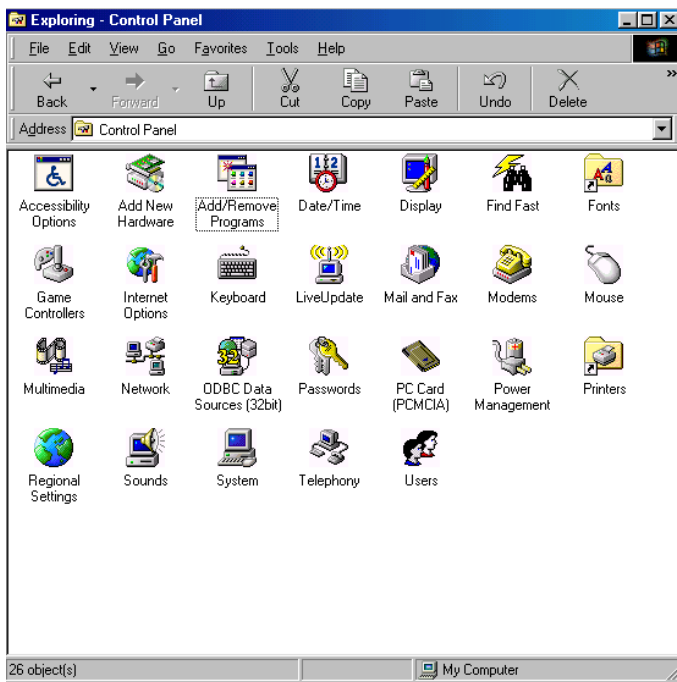 Exploring - Control Panel
File Edit View Go Favorites Tools Help
Back Forward Up Cut Copy Paste Undo Delete »
Address Control Panel
Accessibility Options
Add New Hardware
Add/Remove Programs
Date/Time
Display
Find Fast
Fonts
Game Controllers
Internet Options
Keyboard
LiveUpdate
Mail and Fax
Modems
Mouse
Multimedia
Network
ODBC Data Sources (32bit)
Passwords
PC Card (PCMCIA)
Power Management
Printers
Regional Settings
Sounds
System
Telephony
Users
26 object(s) My Computer